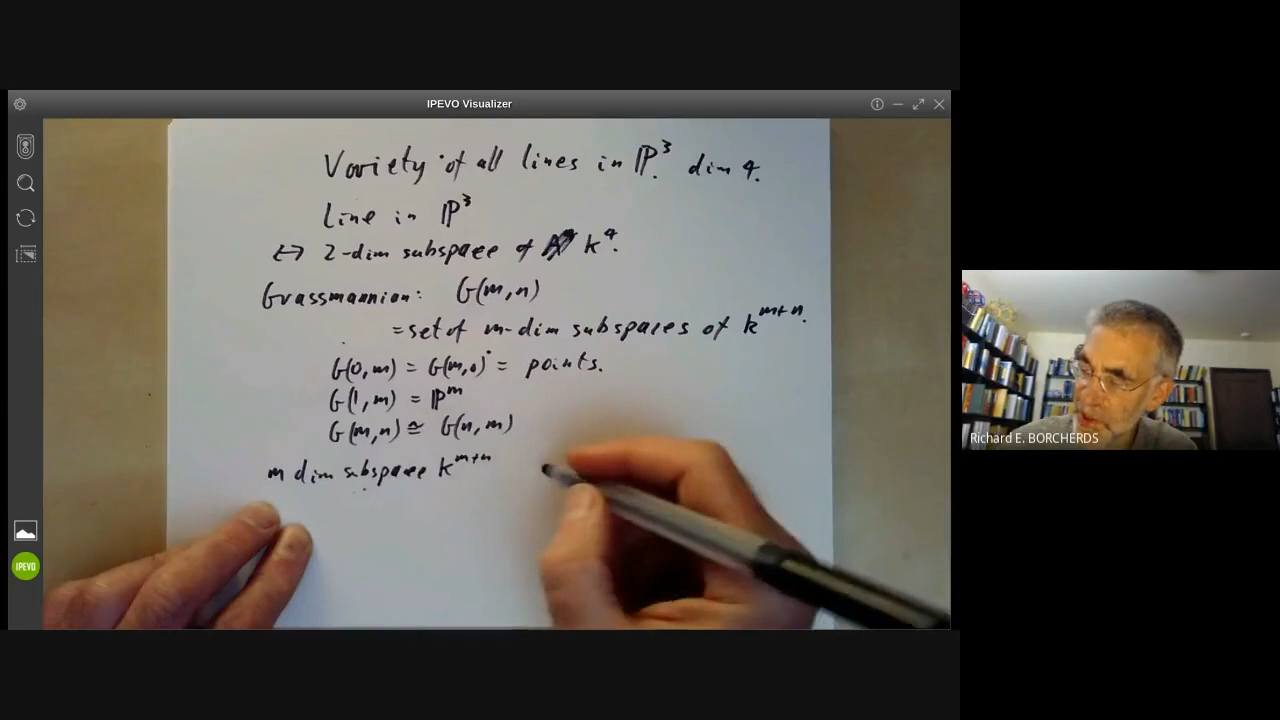 IPEVO Visualizer
Variety of all lines in ℙ³. dim 4.
Line in ℙ³
↔ 2-dim subspace of k⁴.
Grassmannian: G(m,n)
= set of m-dim subspaces of k^{m+n}.
G(0,m) = G(m,0) = points.
G(1,m) = ℙ^m
G(m,n) ≅ G(n,m)
m dim subspace k^{m+n}
Richard E. BORCHERDS
IPEVO